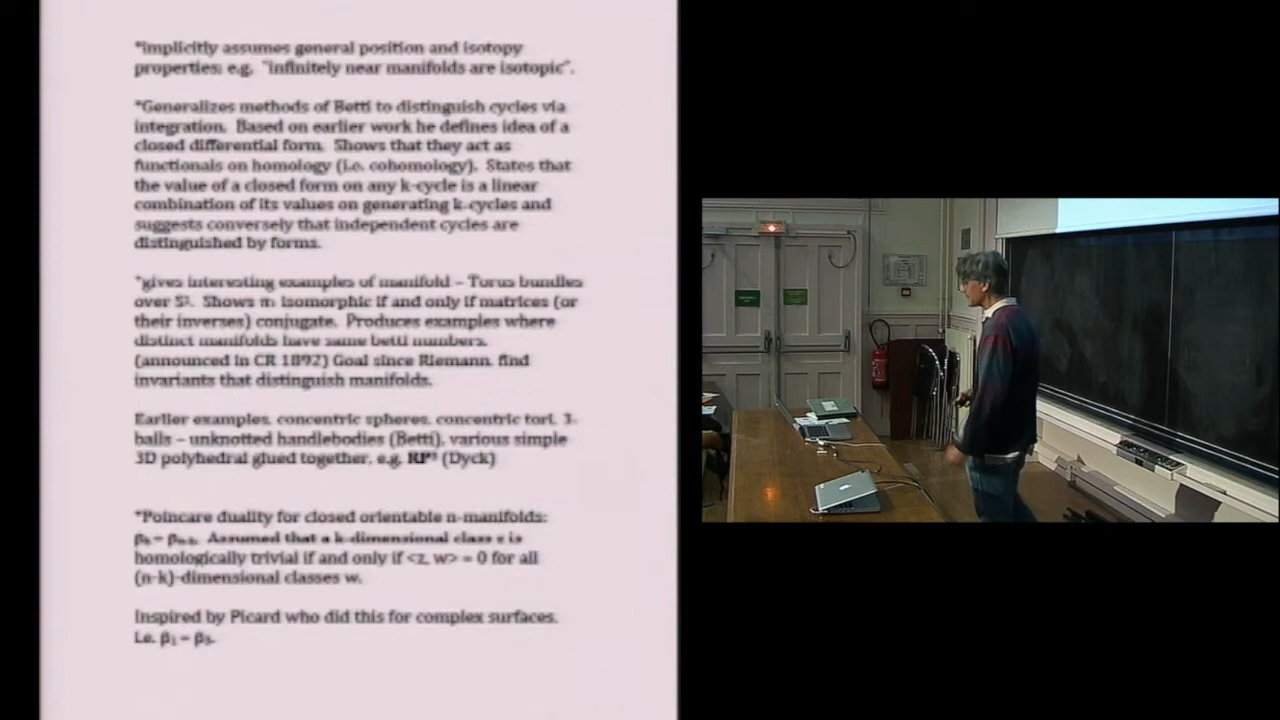 *implicitly assumes general position and isotopy
properties; e.g. "infinitely near manifolds are isotopic".
*Generalizes methods of Betti to distinguish cycles via
integration. Based on earlier work he defines idea of a
closed differential form. Shows that they act as
functionals on homology (i.e. cohomology). States that
the value of a closed form on any k-cycle is a linear
combination of its values on generating k-cycles and
suggests conversely that independent cycles are
distinguished by forms.
*gives interesting examples of manifold – Torus bundles
over S¹. Shows π₁ isomorphic if and only if matrices (or
their inverses) conjugate. Produces examples where
distinct manifolds have same betti numbers.
(announced in CR 1892) Goal since Riemann, find
invariants that distinguish manifolds.
Earlier examples, concentric spheres, concentric tori, 3-
balls – unknotted handlebodies (Betti), various simple
3D polyhedral glued together, e.g. RP³ (Dyck)
*Poincare duality for closed orientable n-manifolds:
βₖ = βₙ₋ₖ. Assumed that a k-dimensional class z is
homologically trivial if and only if <z, w> = 0 for all
(n-k)-dimensional classes w.
Inspired by Picard who did this for complex surfaces.
I.e. β₁ = β₃.